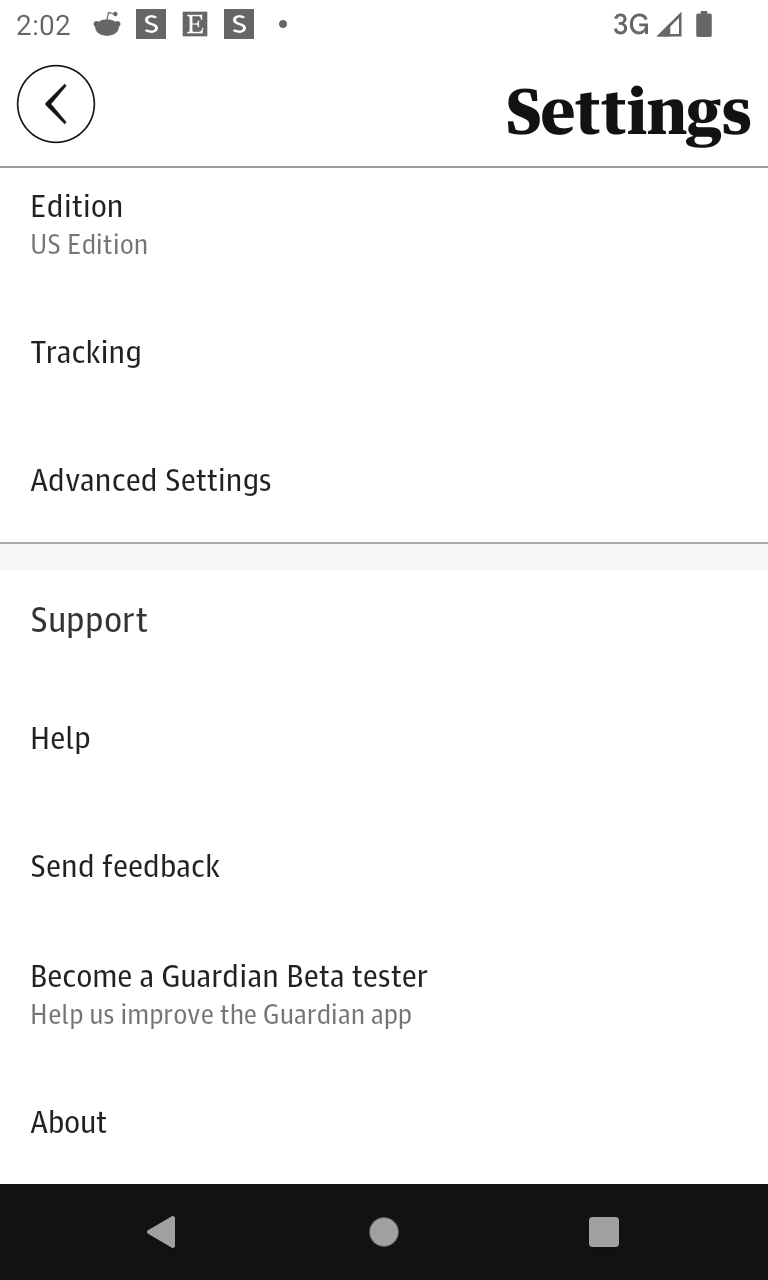 2:02 S E S 3G
Settings
Edition
US Edition
Tracking
Advanced Settings
Support
Help
Send feedback
Become a Guardian Beta tester
Help us improve the Guardian app
About